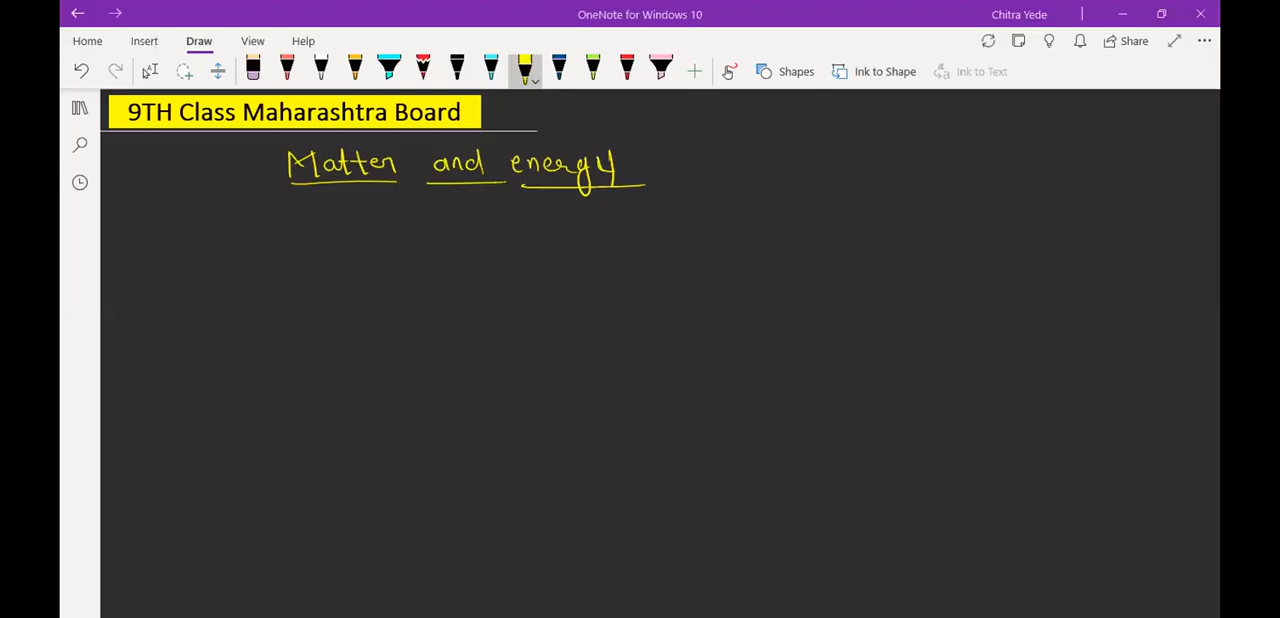 OneNote for Windows 10
Chitra Yede
Home Insert Draw View Help
Share
Shapes Ink to Shape Ink to Text
9TH Class Maharashtra Board
Matter and energy